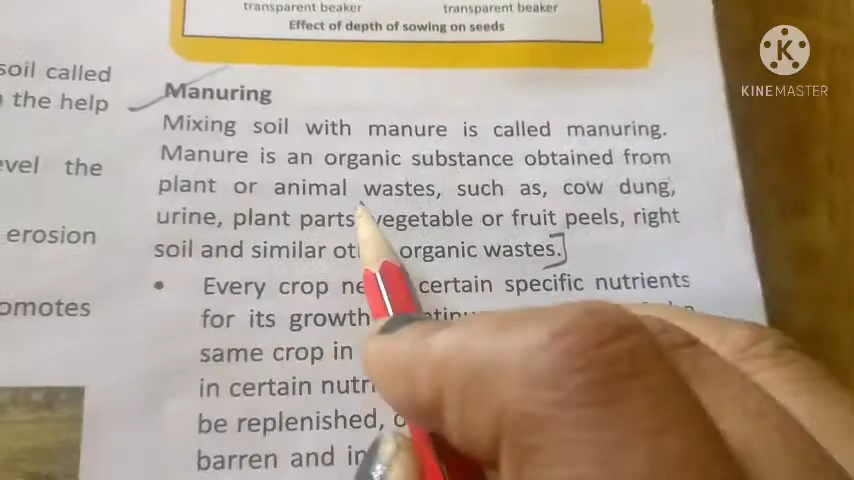 transparent beaker transparent beaker
Effect of depth of sowing on seeds
K
KINEMASTER
soil called
the help
evel the
erosion
omotes
Manuring
Mixing soil with manure is called manuring.
Manure is an organic substance obtained from
plant or animal wastes, such as, cow dung,
urine, plant parts vegetable or fruit peels, right
soil and similar organic wastes.
• Every crop certain specific nutrients
for its growth
same crop in
in certain
be replenished,
barren and